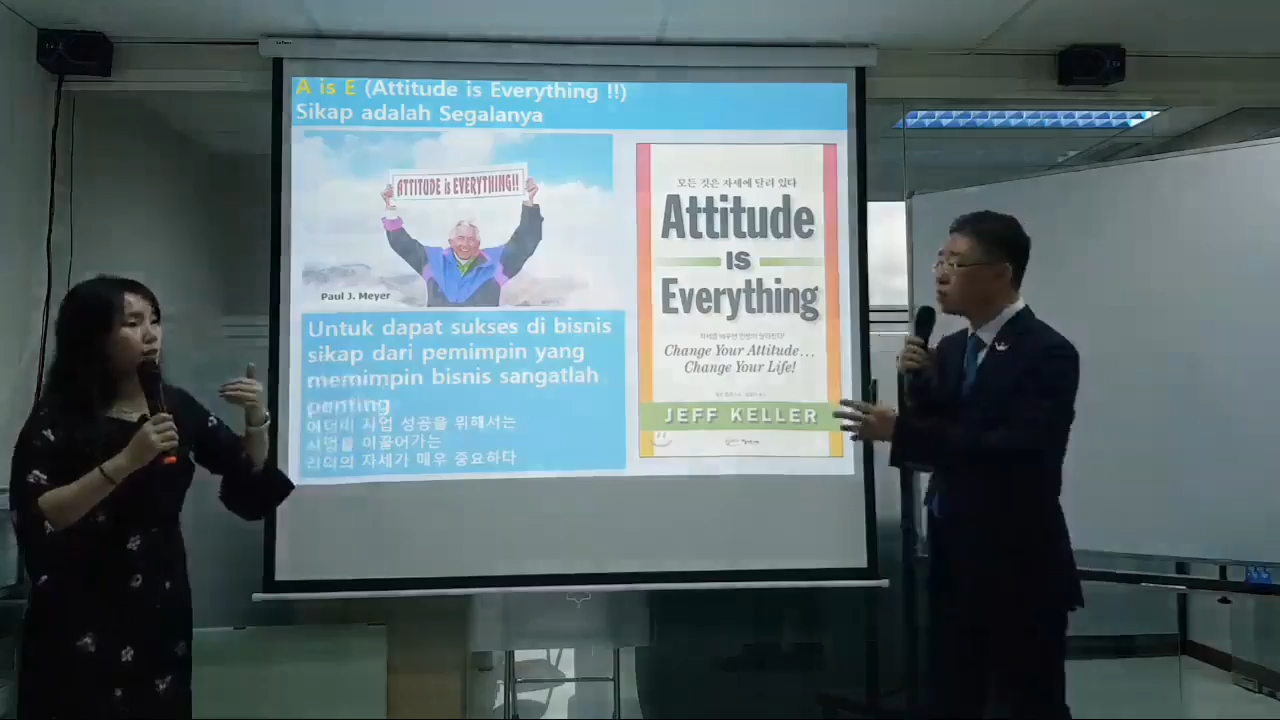 A is E (Attitude is Everything !!)
Sikap adalah Segalanya
ATTITUDE is EVERYTHING!!
Paul J. Meyer
Untuk dapat sukses di bisnis
sikap dari pemimpin yang
memimpin bisnis sangatlah
penting
사업 성공을 위해서는
사업을 이끌어가는
리더의 자세가 매우 중요하다
모든 것은 자세에 달려 있다
Attitude
IS
Everything
Change Your Attitude...
Change Your Life!
JEFF KELLER